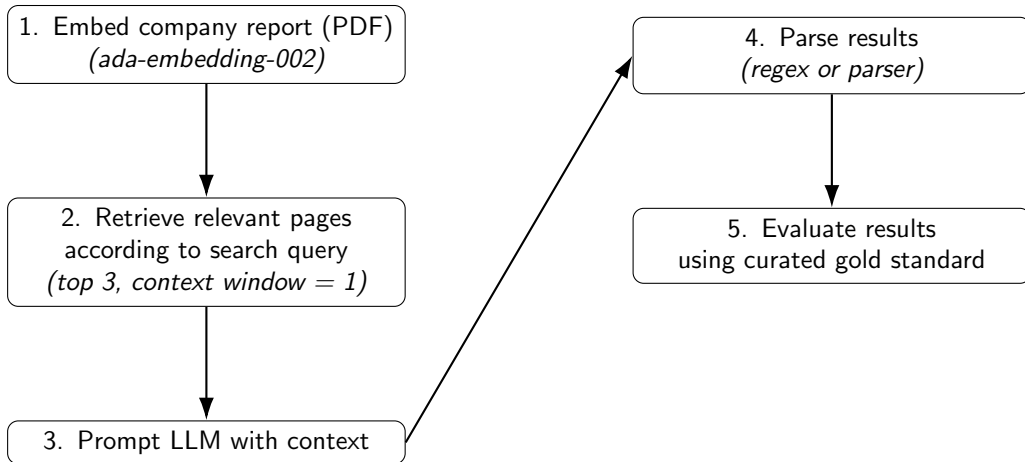 1. Embed company report (PDF)
(ada-embedding-002)
2. Retrieve relevant pages
according to search query
(top 3, context window = 1)
3. Prompt LLM with context
4. Parse results
(regex or parser)
5. Evaluate results
using curated gold standard